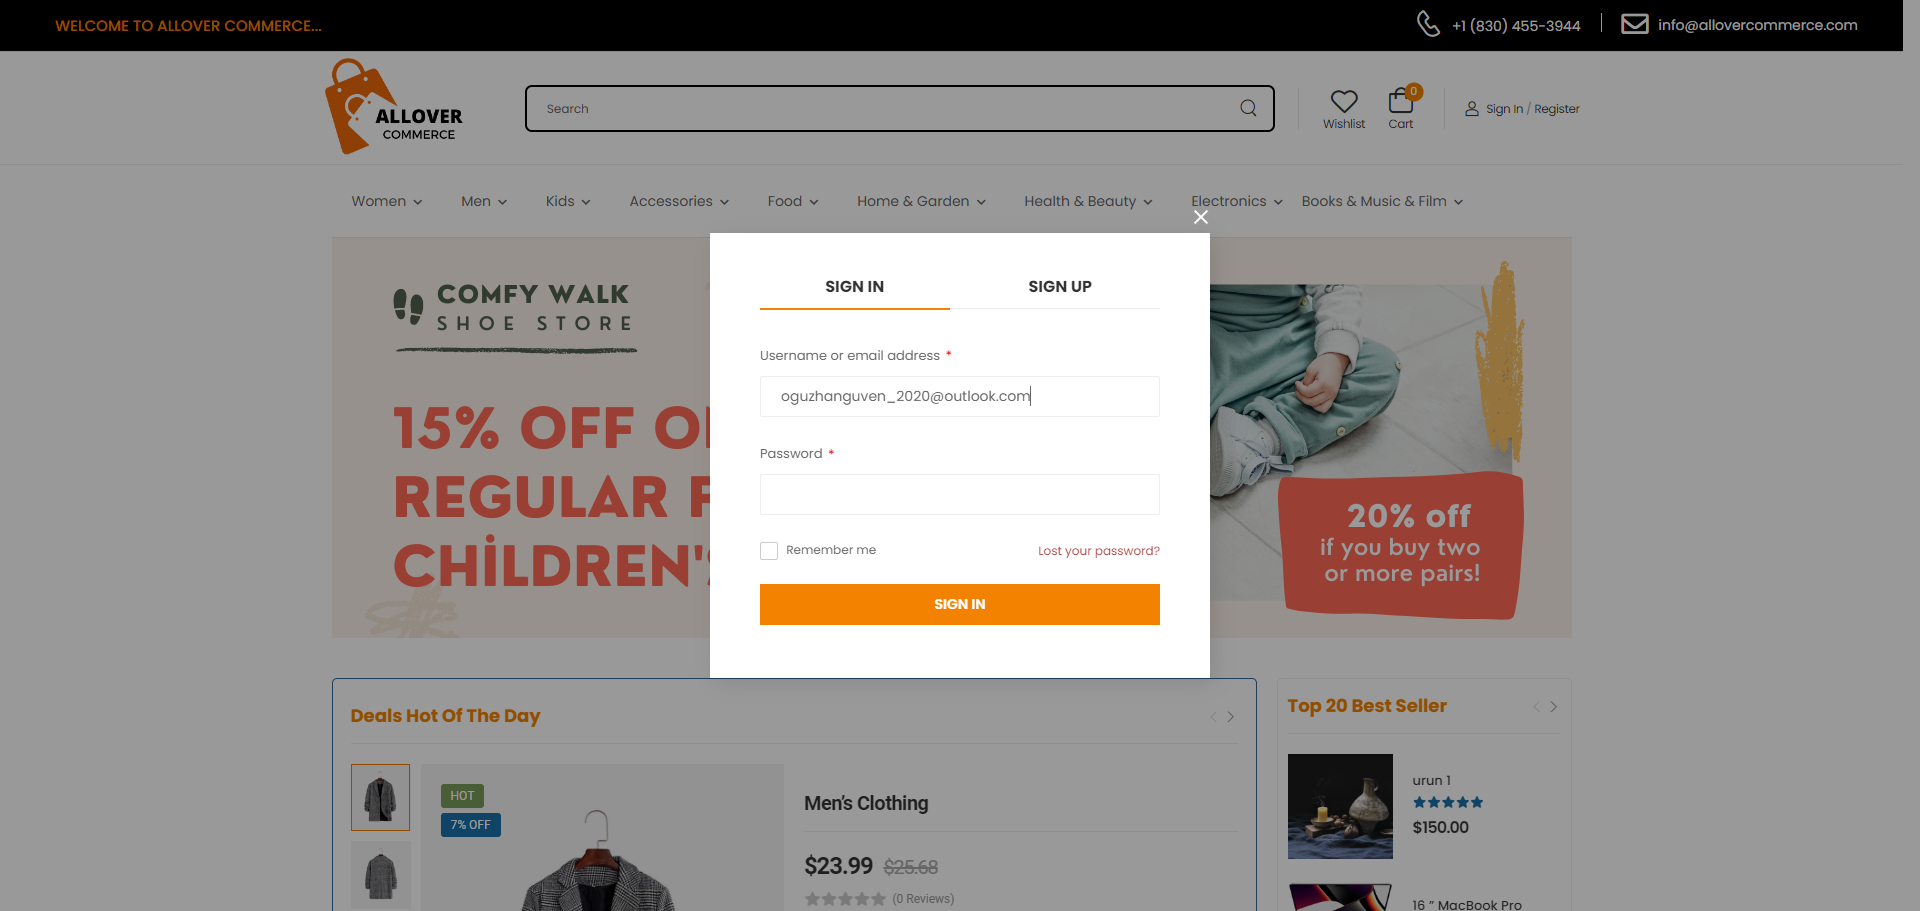 WELCOME TO ALLOVER COMMERCE...
+1 (830) 455-3944
info@allovercommerce.com
ALLOVER
COMMERCE
Search
0
Wishlist
Cart
Sign In / Register
Women
Men
Kids
Accessories
Food
Home & Garden
Health & Beauty
Electronics
Books & Music & Film
COMFY WALK
SHOE STORE
15% OFF
REGULAR
CHİLDREN'
20% off
if you buy two
or more pairs!
SIGN IN
SIGN UP
Username or email address *
oguzhanguven_2020@outlook.com
Password *
Remember me
Lost your password?
SIGN IN
Deals Hot Of The Day
HOT
7% OFF
Men's Clothing
$23.99 $25.68
(0 Reviews)
Top 20 Best Seller
urun 1
$150.00
16 " MacBook Pro